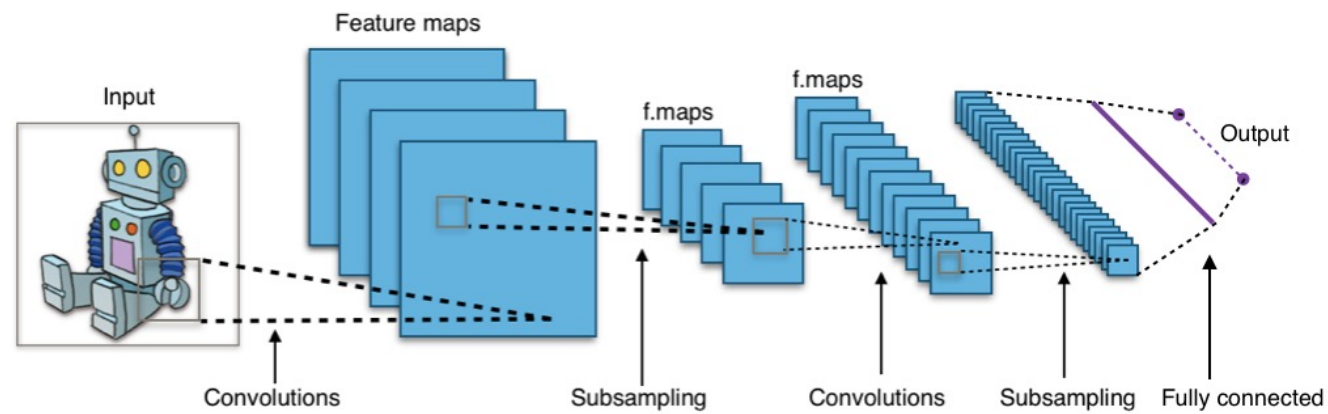 Input
Feature maps
f.maps
f.maps
Output
Convolutions
Subsampling
Convolutions
Subsampling
Fully connected